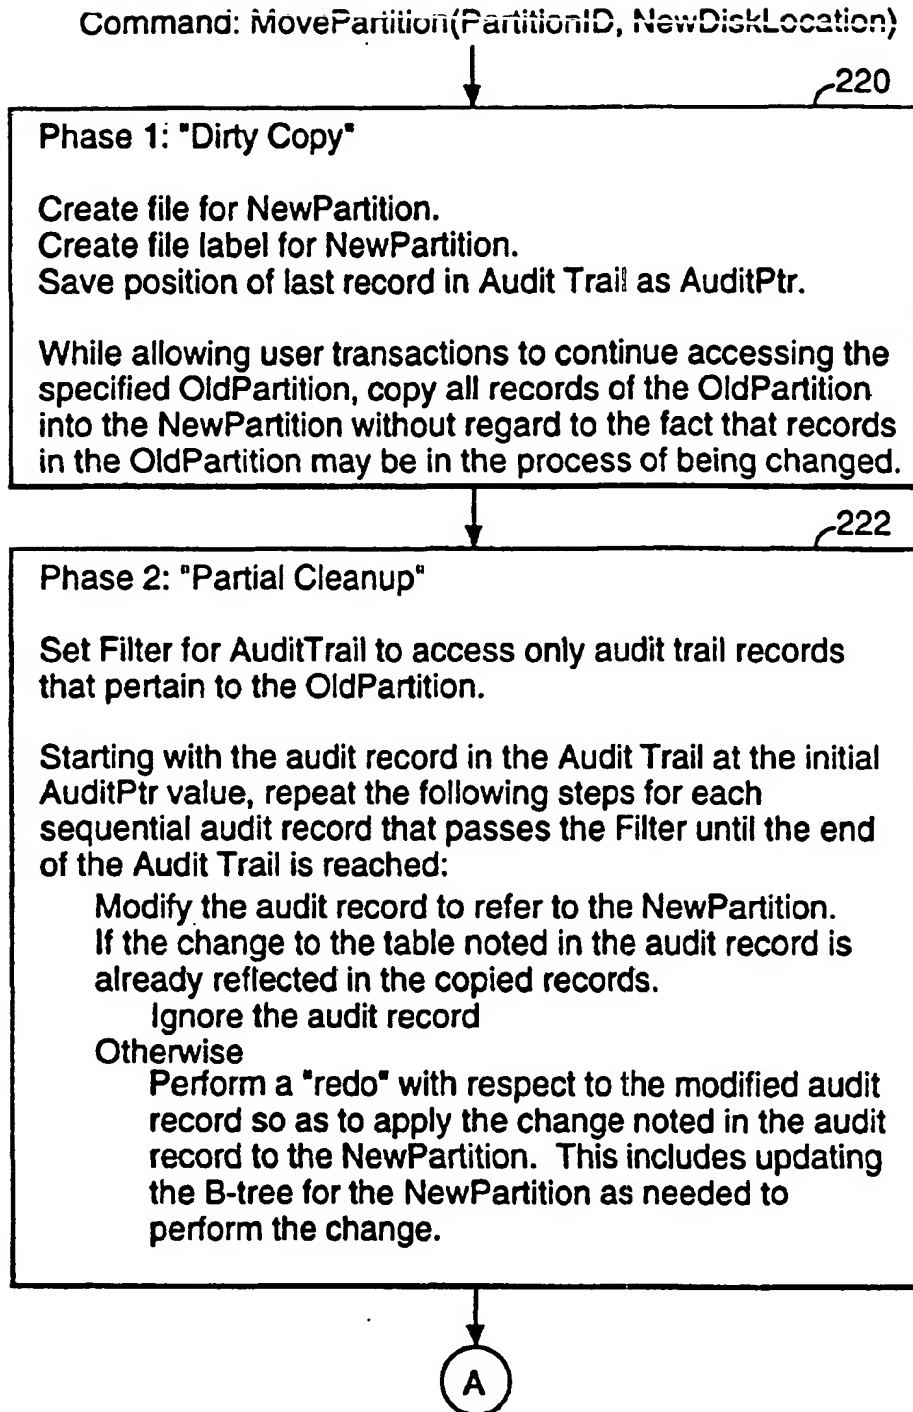 Command: MovePartition(PartitionID, NewDiskLocation)
220
Phase 1: "Dirty Copy"
Create file for NewPartition.
Create file label for NewPartition.
Save position of last record in Audit Trail as AuditPtr.
While allowing user transactions to continue accessing the
specified OldPartition, copy all records of the OldPartition
into the NewPartition without regard to the fact that records
in the OldPartition may be in the process of being changed.
222
Phase 2: "Partial Cleanup"
Set Filter for AuditTrail to access only audit trail records
that pertain to the OldPartition.
Starting with the audit record in the Audit Trail at the initial
AuditPtr value, repeat the following steps for each
sequential audit record that passes the Filter until the end
of the Audit Trail is reached:
Modify the audit record to refer to the NewPartition.
If the change to the table noted in the audit record is
already reflected in the copied records.
Ignore the audit record
Otherwise
Perform a "redo" with respect to the modified audit
record so as to apply the change noted in the audit
record to the NewPartition.  This includes updating
the B-tree for the NewPartition as needed to
perform the change.
A